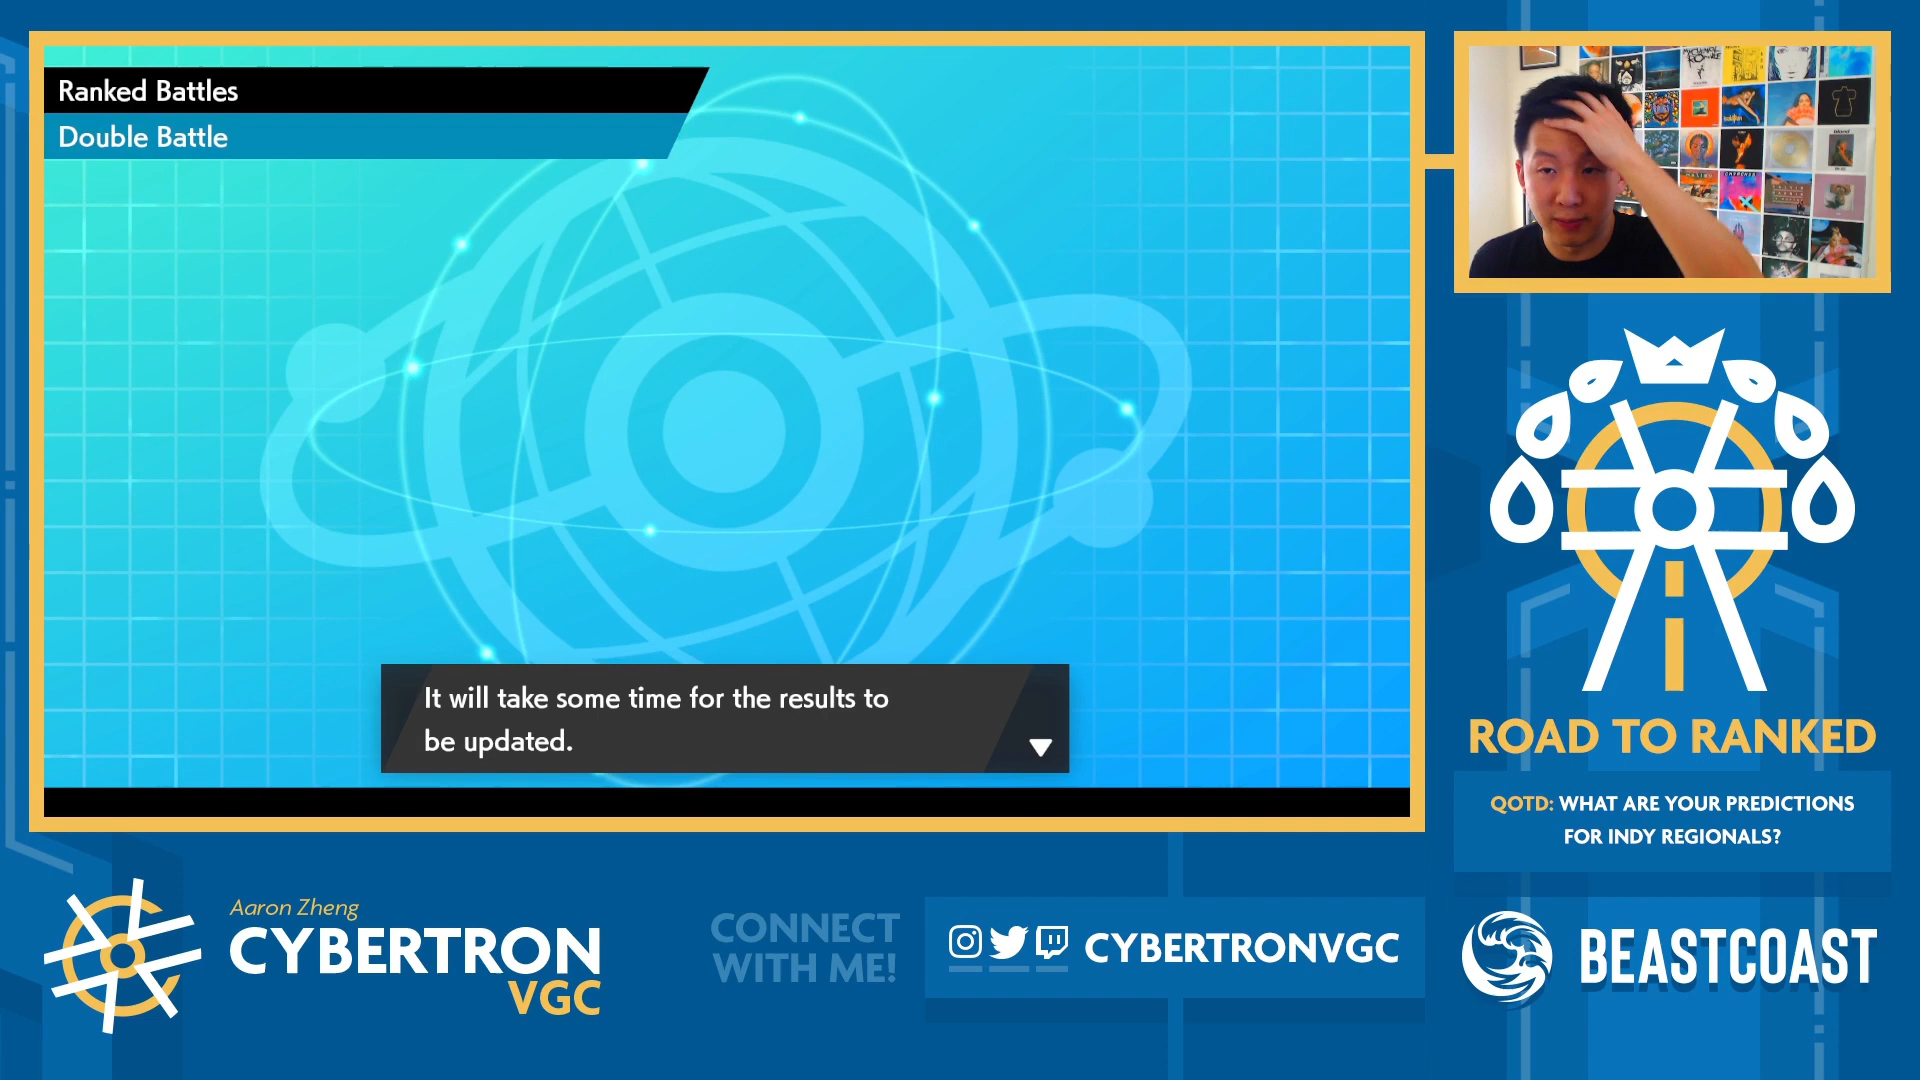 Ranked Battles
Double Battle
It will take some time for the results to
be updated.
ROAD TO RANKED
QOTD: WHAT ARE YOUR PREDICTIONS
FOR INDY REGIONALS?
Aaron Zheng
CYBERTRON
VGC
CONNECT
WITH ME!
CYBERTRONVGC
BEASTCOAST